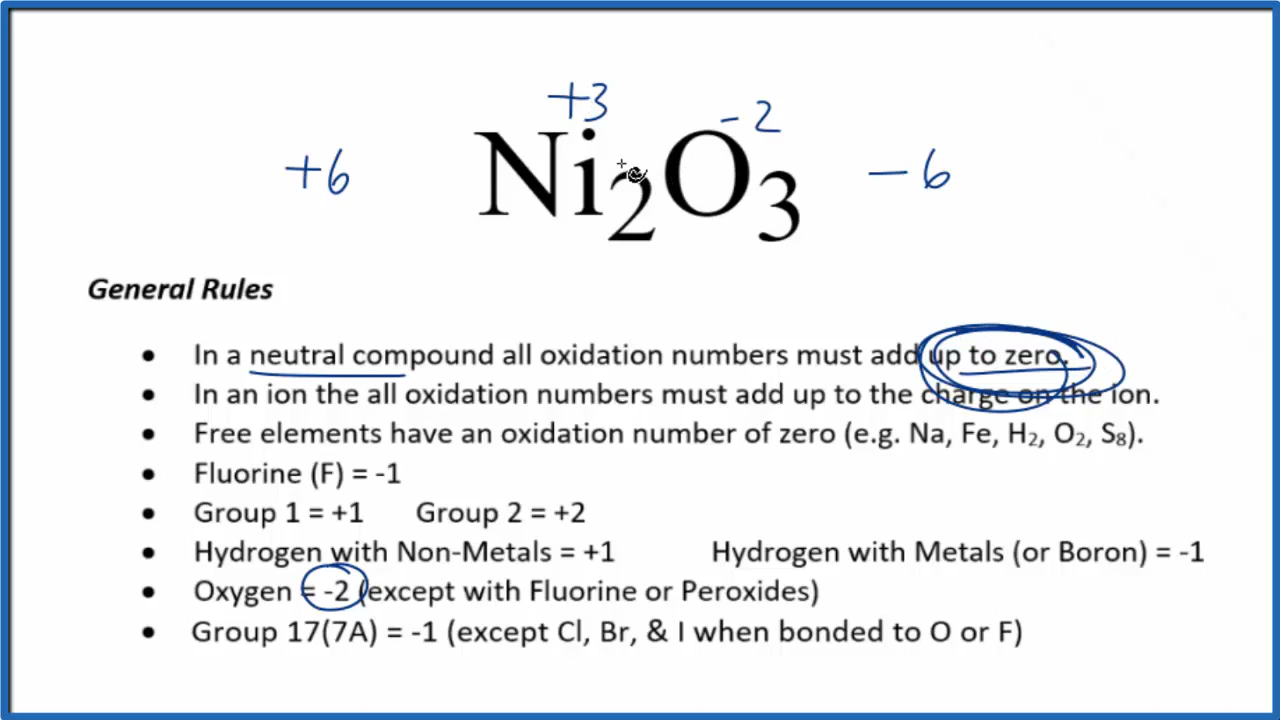 +3 -2
+6 Ni₂O₃ -6
General Rules
• In a neutral compound all oxidation numbers must add up to zero.
• In an ion the all oxidation numbers must add up to the charge on the ion.
• Free elements have an oxidation number of zero (e.g. Na, Fe, H₂, O₂, S₈).
• Fluorine (F) = -1
• Group 1 = +1 Group 2 = +2
• Hydrogen with Non-Metals = +1 Hydrogen with Metals (or Boron) = -1
• Oxygen = -2 (except with Fluorine or Peroxides)
• Group 17(7A) = -1 (except Cl, Br, & I when bonded to O or F)